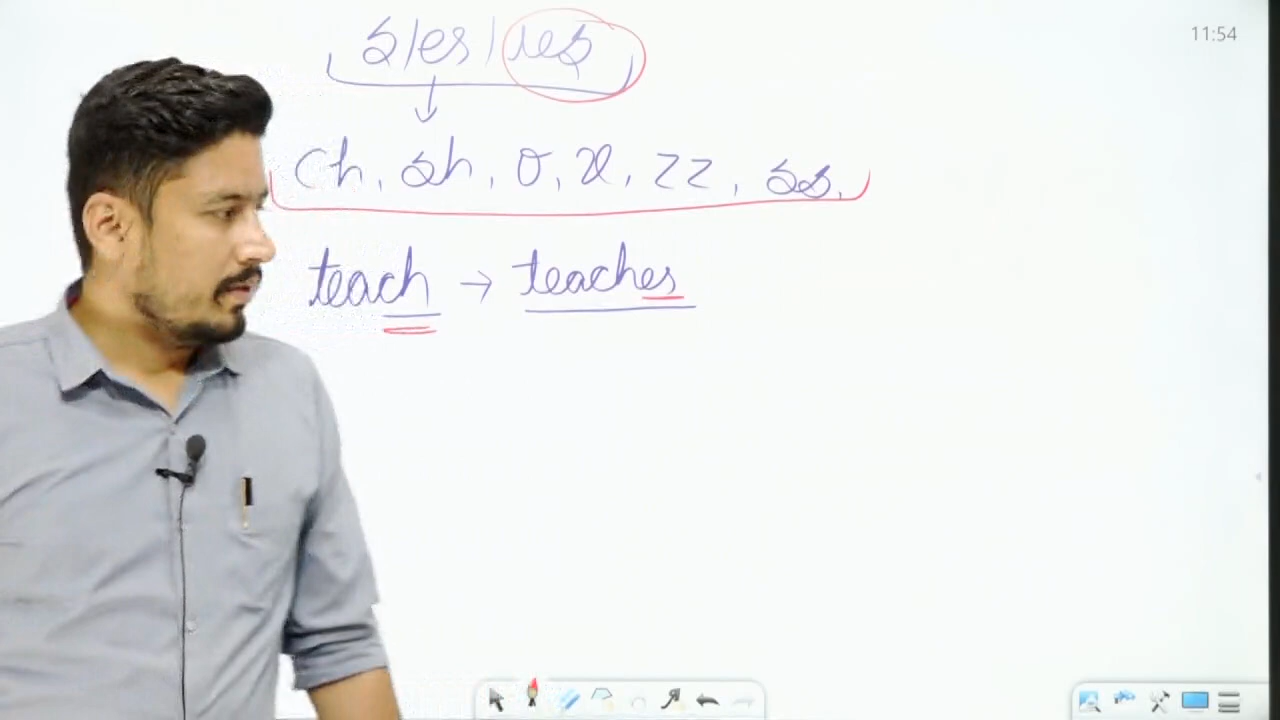 11:54
s/es/ies
ch, sh, o, x, zz, ss,
teach → teaches